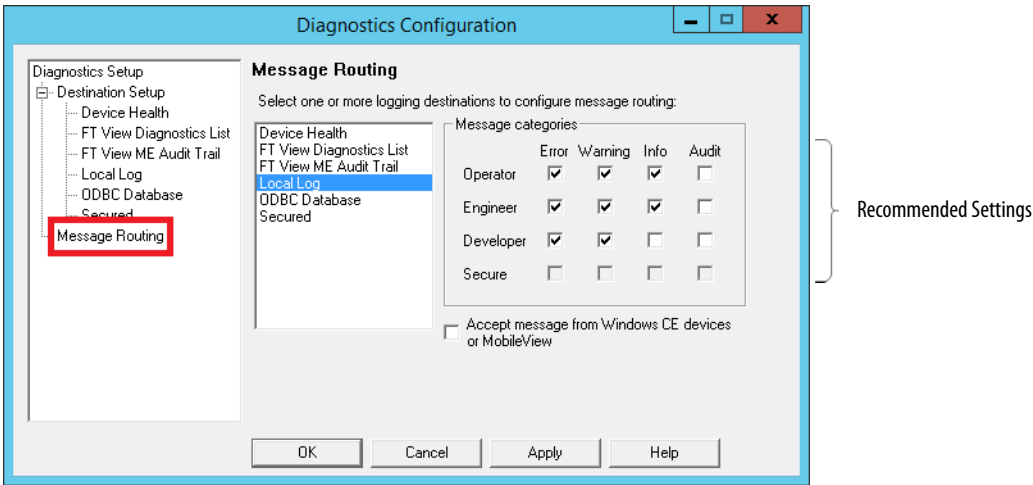 Diagnostics Configuration
Diagnostics Setup
Destination Setup
Device Health
FT View Diagnostics List
FT View ME Audit Trail
Local Log
ODBC Database
Secured
Message Routing
Message Routing
Select one or more logging destinations to configure message routing:
Device Health
FT View Diagnostics List
FT View ME Audit Trail
Local Log
ODBC Database
Secured
Message categories
Error Warning Info Audit
Operator
Engineer
Developer
Secure
Accept message from Windows CE devices
or MobileView
OK Cancel Apply Help
Recommended Settings